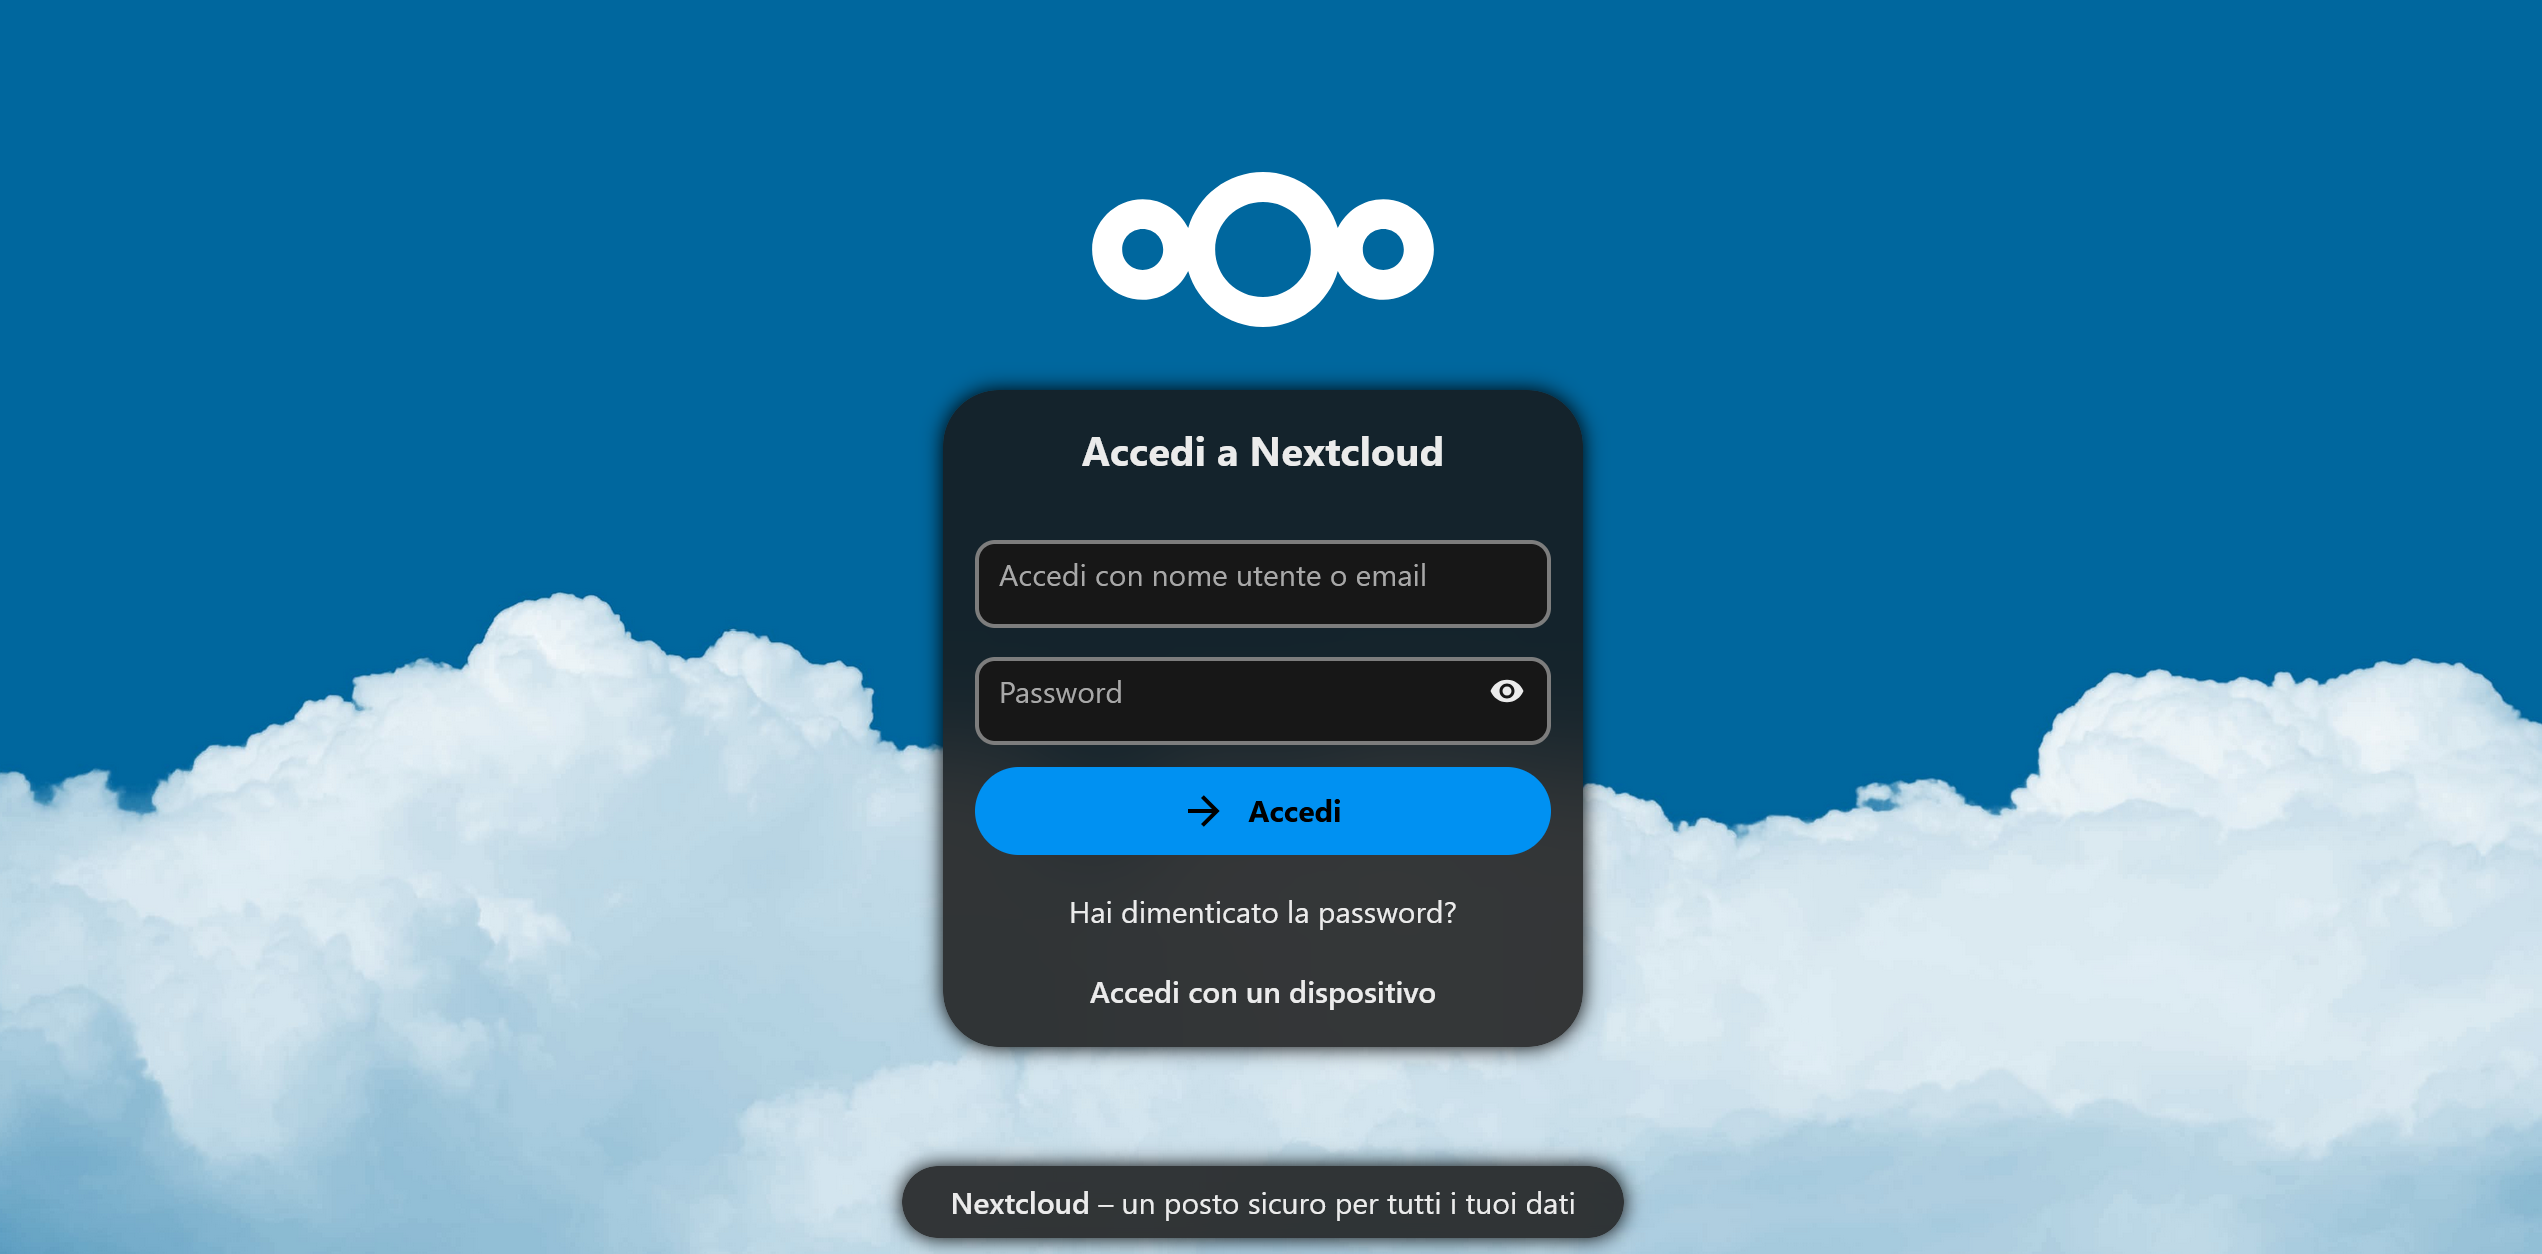 Accedi a Nextcloud
Accedi con nome utente o email
Password
Accedi
Hai dimenticato la password?
Accedi con un dispositivo
Nextcloud – un posto sicuro per tutti i tuoi dati